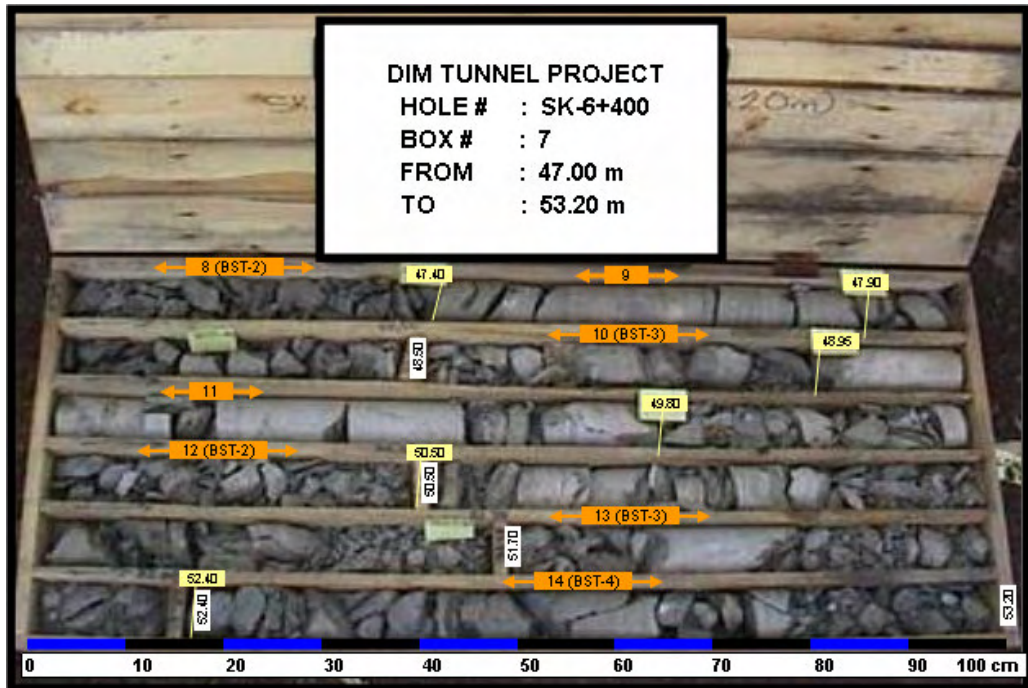 DIM TUNNEL PROJECT
HOLE # : SK-6+400
BOX # : 7
FROM : 47.00 m
TO : 53.20 m
20m)
8 (BST-2)
47.40
9
47.90
10 (BST-3)
48.50
48.95
11
49.80
12 (BST-2)
50.50
50.50
13 (BST-3)
51.70
52.40
52.40
14 (BST-4)
53.20
0 10 20 30 40 50 60 70 80 90 100 cm